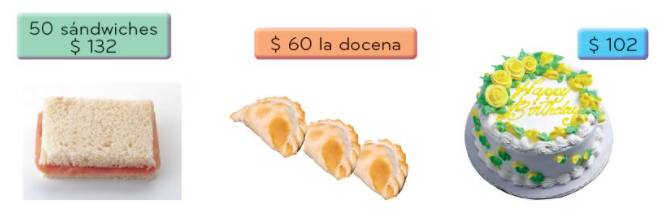 50 sándwiches
$ 132
$ 60 la docena
$ 102
Happy
Birthday